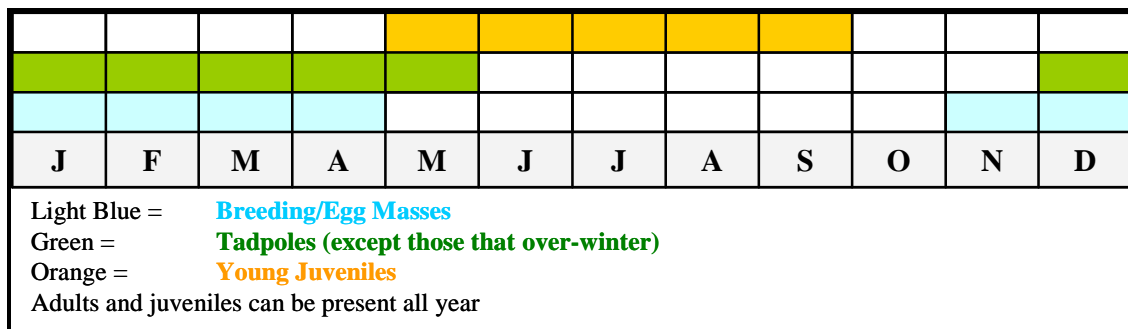 J F M A M J J A S O N D
Light Blue = Breeding/Egg Masses
Green = Tadpoles (except those that over-winter)
Orange = Young Juveniles
Adults and juveniles can be present all year